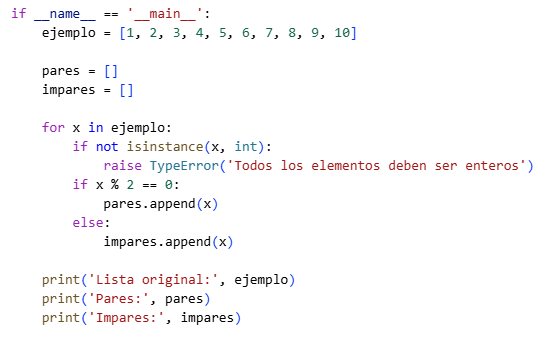 if __name__ == '__main__':
    ejemplo = [1, 2, 3, 4, 5, 6, 7, 8, 9, 10]

    pares = []
    impares = []

    for x in ejemplo:
        if not isinstance(x, int):
            raise TypeError('Todos los elementos deben ser enteros')
        if x % 2 == 0:
            pares.append(x)
        else:
            impares.append(x)

    print('Lista original:', ejemplo)
    print('Pares:', pares)
    print('Impares:', impares)